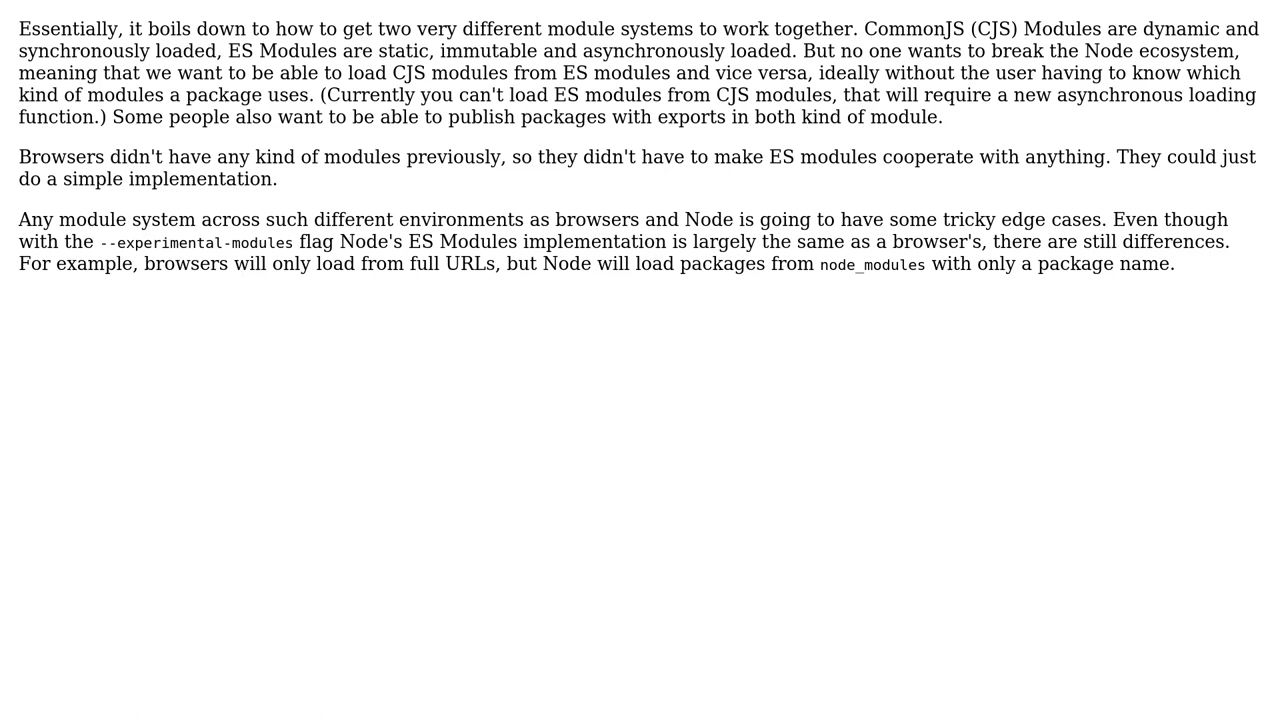 Essentially, it boils down to how to get two very different module systems to work together. CommonJS (CJS) Modules are dynamic and
synchronously loaded, ES Modules are static, immutable and asynchronously loaded. But no one wants to break the Node ecosystem,
meaning that we want to be able to load CJS modules from ES modules and vice versa, ideally without the user having to know which
kind of modules a package uses. (Currently you can't load ES modules from CJS modules, that will require a new asynchronous loading
function.) Some people also want to be able to publish packages with exports in both kind of module.
Browsers didn't have any kind of modules previously, so they didn't have to make ES modules cooperate with anything. They could just
do a simple implementation.
Any module system across such different environments as browsers and Node is going to have some tricky edge cases. Even though
with the --experimental-modules flag Node's ES Modules implementation is largely the same as a browser's, there are still differences.
For example, browsers will only load from full URLs, but Node will load packages from node_modules with only a package name.